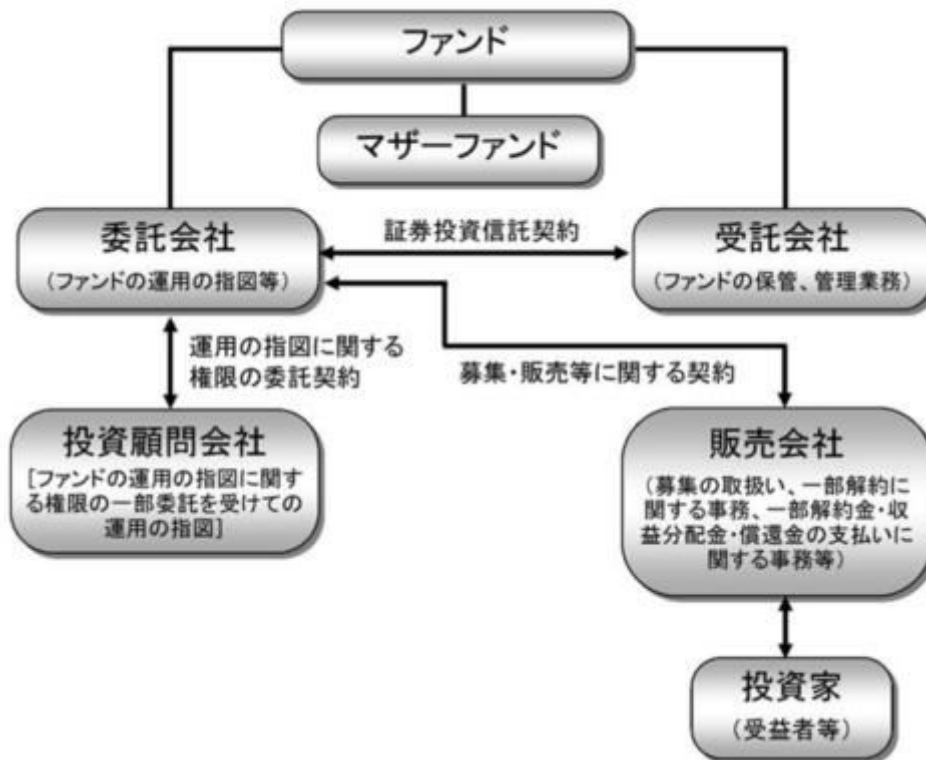 ファンド
マザーファンド
委託会社
(ファンドの運用の指図等)
証券投資信託契約
受託会社
(ファンドの保管、管理業務)
運用の指図に関する
権限の委託契約
募集・販売等に関する契約
投資顧問会社
[ファンドの運用の指図に関す
る権限の一部委託を受けての
運用の指図]
販売会社
(募集の取扱い、一部解約に
関する事務、一部解約金・収
益分配金・償還金の支払いに
関する事務等)
投資家
(受益者等)